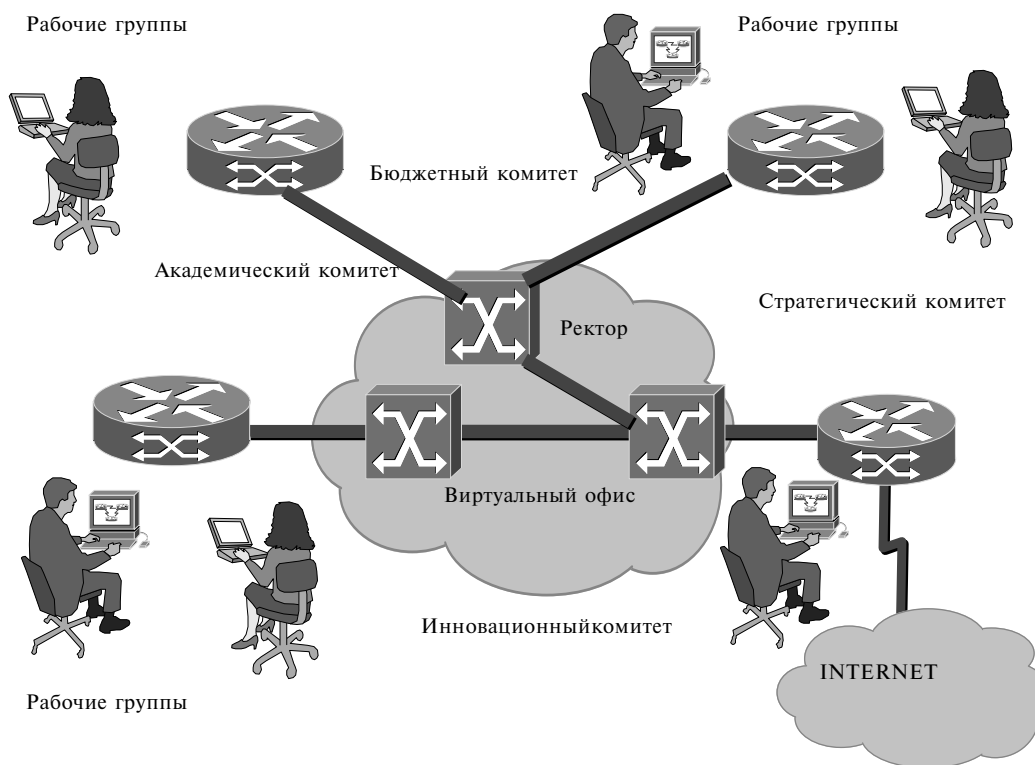 Рабочие группы
Рабочие группы
Бюджетный комитет
Академический комитет
Стратегический комитет
Ректор
Виртуальный офис
Инновационныйкомитет
INTERNET
Рабочие группы